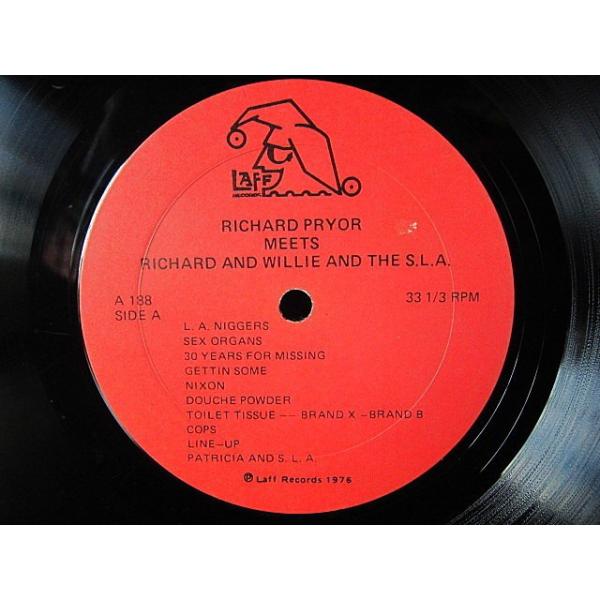 LAFF
RECORDS
RICHARD PRYOR
MEETS
RICHARD AND WILLIE AND THE S.L.A.
A 188 33 1/3 RPM
SIDE A
L. A. NIGGERS
SEX ORGANS
30 YEARS FOR MISSING
GETTIN SOME
NIXON
DOUCHE POWDER
TOILET TISSUE –– BRAND X –BRAND B
COPS
LINE–UP
PATRICIA AND S. L. A.
℗ Laff Records 1976